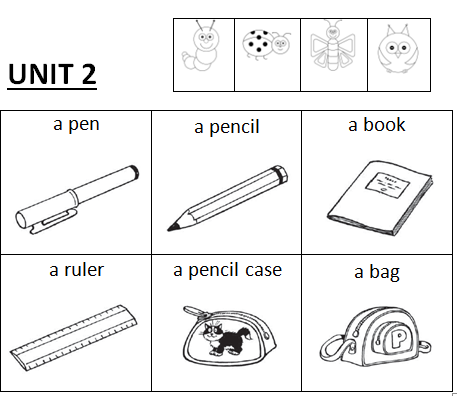 UNIT 2
a pen
a pencil
a book
a ruler
a pencil case
a bag
P